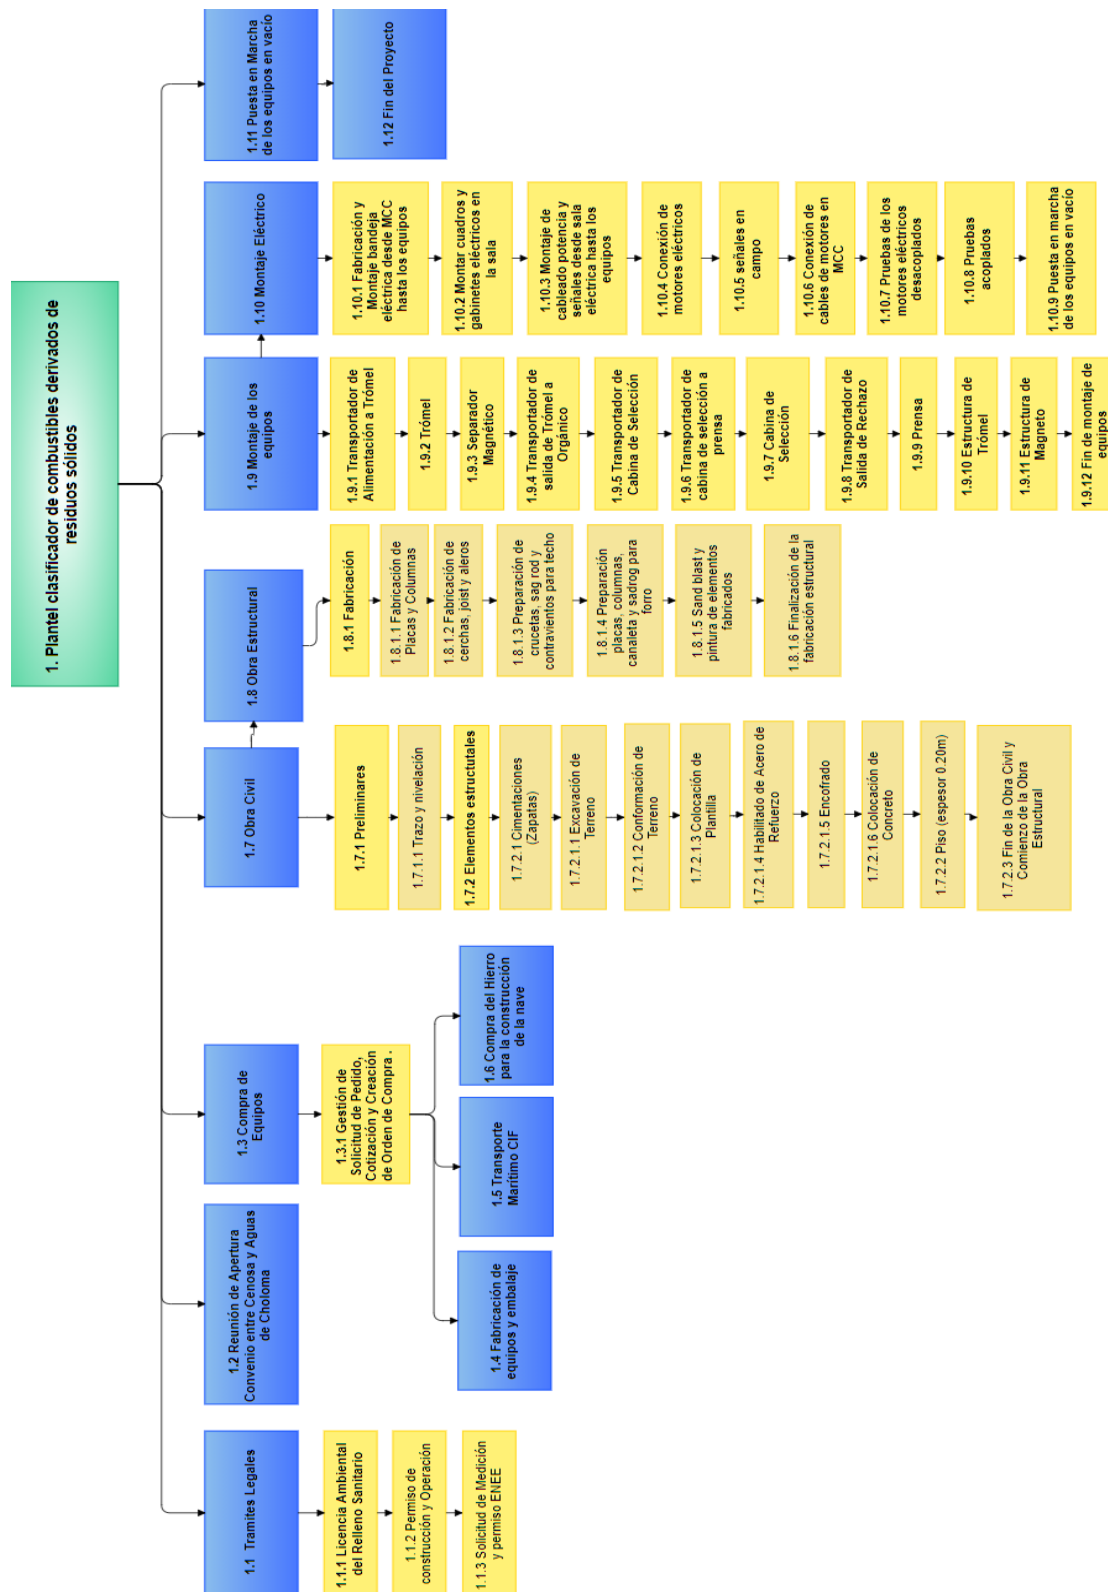 1. Plantel clasificador de combustibles derivados de
residuos sólidos
1.1 Tramites Legales
1.1.1 Licencia Ambiental
del Relleno Sanitario
1.1.2 Permiso de
construcción y Operación
1.1.3 Solicitud de Medición
y permiso ENEE
1.2 Reunión de Apertura
Convenio entre Cenosa y Aguas
de Choloma
1.3 Compra de
Equipos
1.3.1 Gestión de
Solicitud de Pedido,
Cotización y Creación
de Orden de Compra .
1.4 Fabricación de
equipos y embalaje
1.5 Transporte
Marítimo CIF
1.6 Compra del Hierro
para la construcción
de la nave
1.7 Obra Civil
1.7.1 Preliminares
1.7.1.1 Trazo y nivelación
1.7.2 Elementos estructutales
1.7.2.1 Cimentaciones
(Zapatas)
1.7.2.1.1 Excavación de
Terreno
1.7.2.1.2 Conformación de
Terreno
1.7.2.1.3 Colocación de
Plantilla
1.7.2.1.4 Habilitado de Acero de
Refuerzo
1.7.2.1.5 Encofrado
1.7.2.1.6 Colocación de
Concreto
1.7.2.2 Piso (espesor 0.20m)
1.7.2.3 Fin de la Obra Civil y
Comienzo de la Obra
Estructural
1.8 Obra Estructural
1.8.1 Fabricación
1.8.1.1 Fabricación de
Placas y Columnas
1.8.1.2 Fabricación de
cerchas, joist y aleros
1.8.1.3 Preparación de
crucetas, sag rod y
contravientos para techo
1.8.1.4 Preparación
placas, columnas,
canaleta y sadrog para
forro
1.8.1.5 Sand blast y
pintura de elementos
fabricados
1.8.1.6 Finalización de la
fabricación estructural
1.9 Montaje de los
equipos
1.9.1 Transportador de
Alimentación a Trómel
1.9.2 Trómel
1.9.3 Separador
Magnético
1.9.4 Transportador de
salida de Trómel a
Orgánico
1.9.5 Transportador de
Cabina de Selección
1.9.6 Transportador de
cabina de selección a
prensa
1.9.7 Cabina de
Selección
1.9.8 Transportador de
Salida de Rechazo
1.9.9 Prensa
1.9.10 Estructura de
Trómel
1.9.11 Estructura de
Magneto
1.9.12 Fin de montaje de
equipos
1.10 Montaje Eléctrico
1.10.1 Fabricación y
Montaje bandeja
eléctrica desde MCC
hasta los equipos
1.10.2 Montar cuadros y
gabinetes eléctricos en
la sala
1.10.3 Montaje de
cableado potencia y
señales desde sala
eléctrica hasta los
equipos
1.10.4 Conexión de
motores eléctricos
1.10.5 señales en
campo
1.10.6 Conexión de
cables de motores en
MCC
1.10.7 Pruebas de los
motores eléctricos
desacoplados
1.10.8 Pruebas
acoplados
1.10.9 Puesta en marcha
de los equipos en vacío
1.11 Puesta en Marcha
de los equipos en vacío
1.12 Fin del Proyecto